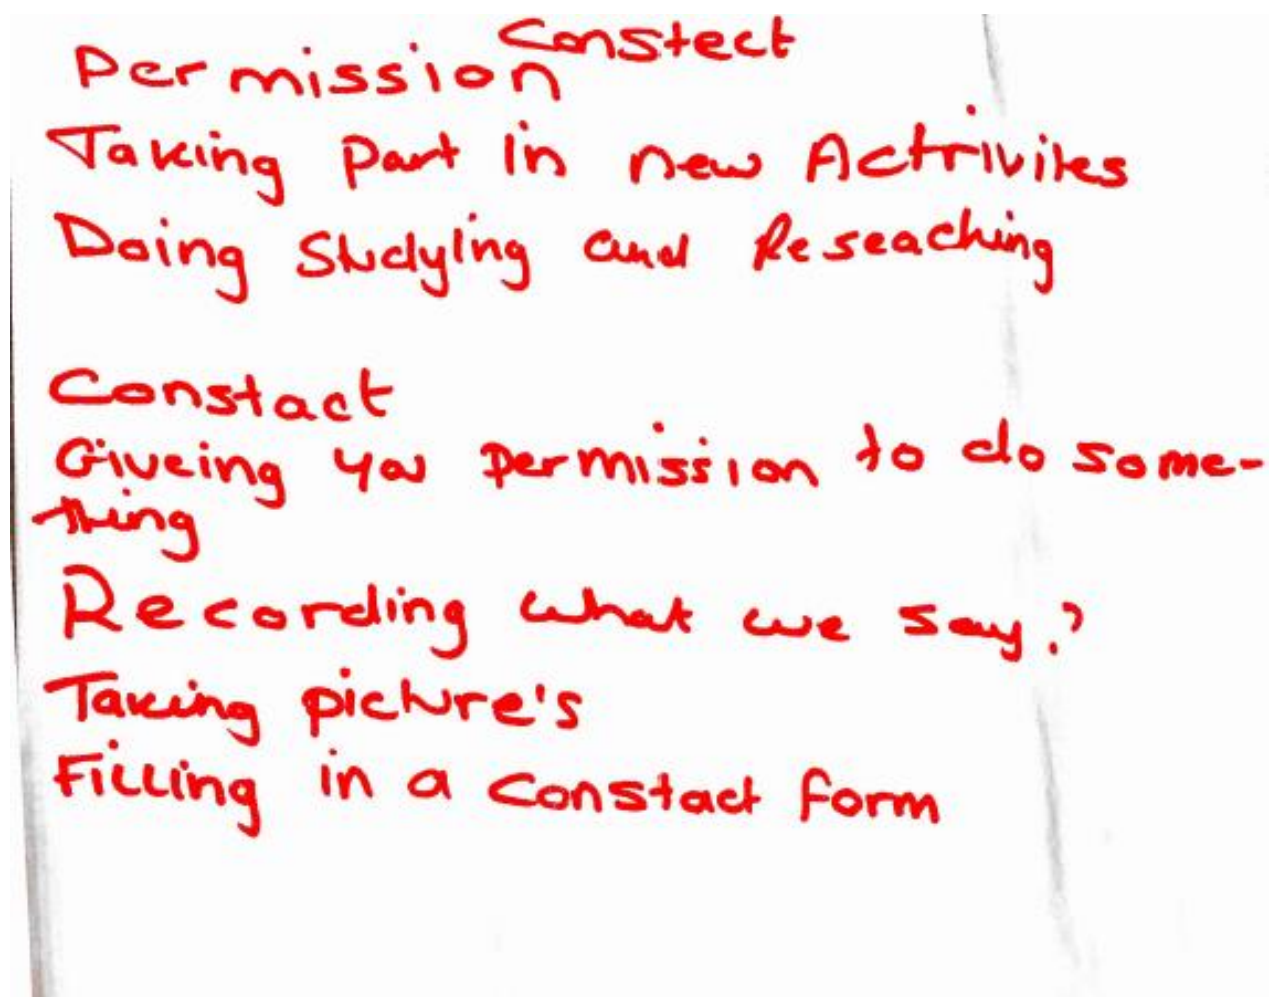 Permission Constect
Taking part in new Actrivites
Doing Studying and Reseaching
Constact
Giveing you permission to do some-
thing
Recording what we say?
Taking picture's
Filling in a constact form